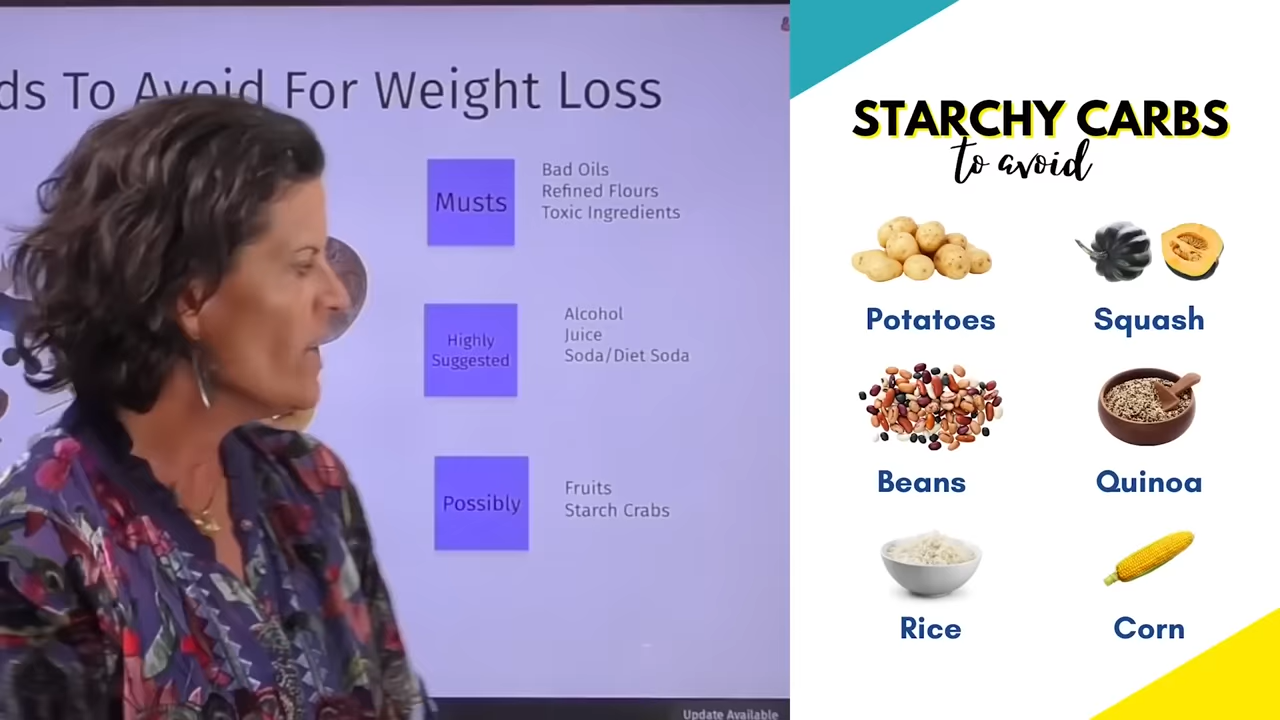 ds To Avoid For Weight Loss
Musts
Bad Oils
Refined Flours
Toxic Ingredients
Highly
Suggested
Alcohol
Juice
Soda/Diet Soda
Possibly
Fruits
Starch Crabs
Update Available
STARCHY CARBS
to avoid
Potatoes
Squash
Beans
Quinoa
Rice
Corn